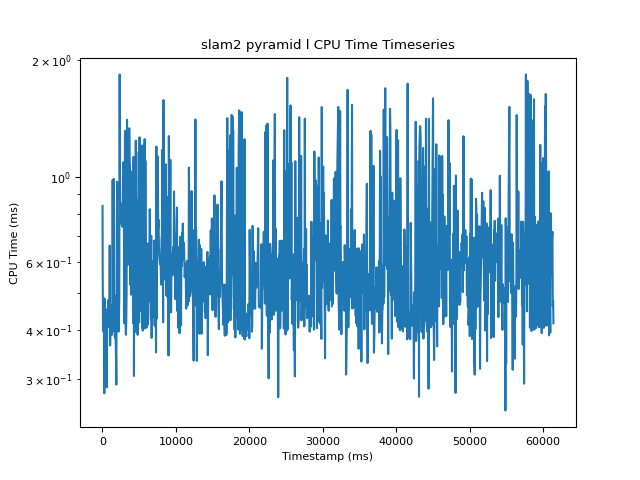 slam2 pyramid l CPU Time Timeseries
2 × 10⁰
10⁰
6 × 10⁻¹
4 × 10⁻¹
3 × 10⁻¹
CPU Time (ms)
0 10000 20000 30000 40000 50000 60000
Timestamp (ms)